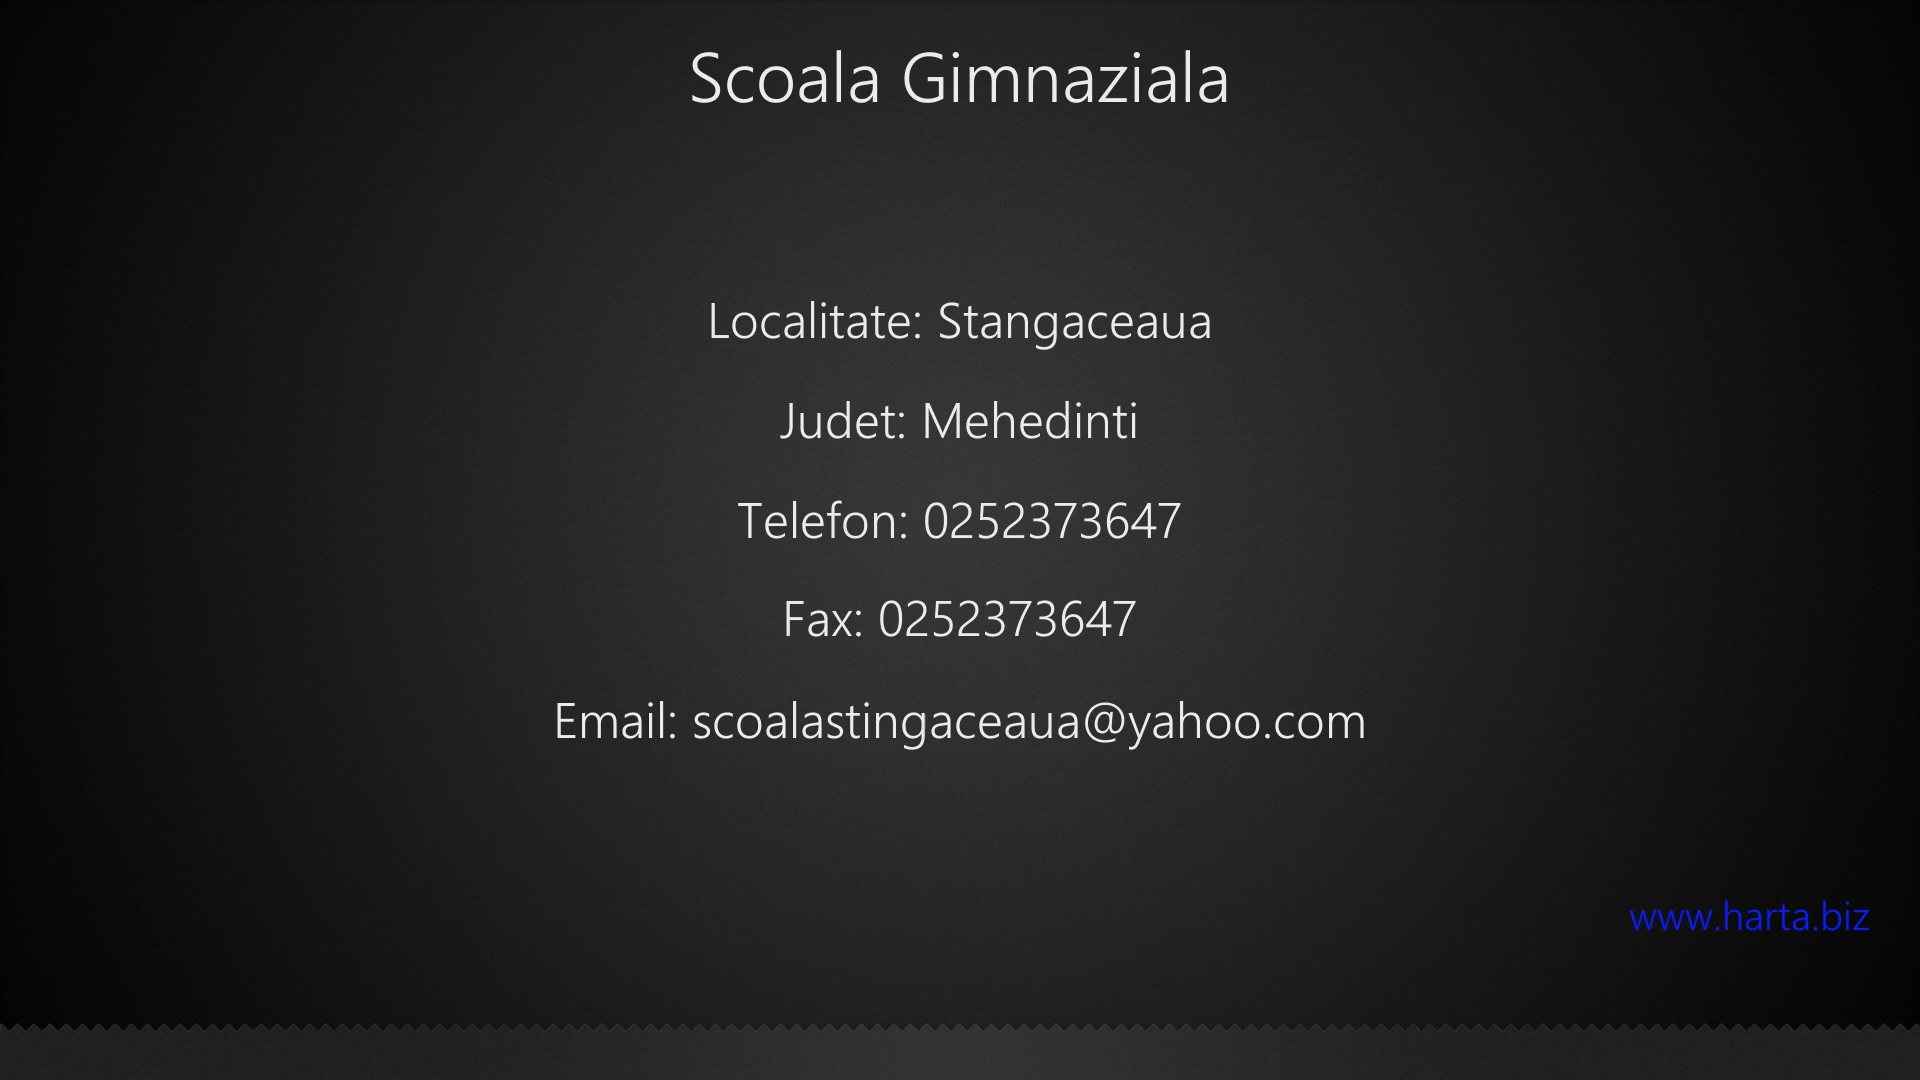 Scoala Gimnaziala
Localitate: Stangaceaua
Judet: Mehedinti
Telefon: 0252373647
Fax: 0252373647
Email: scoalastingaceaua@yahoo.com
www.harta.biz